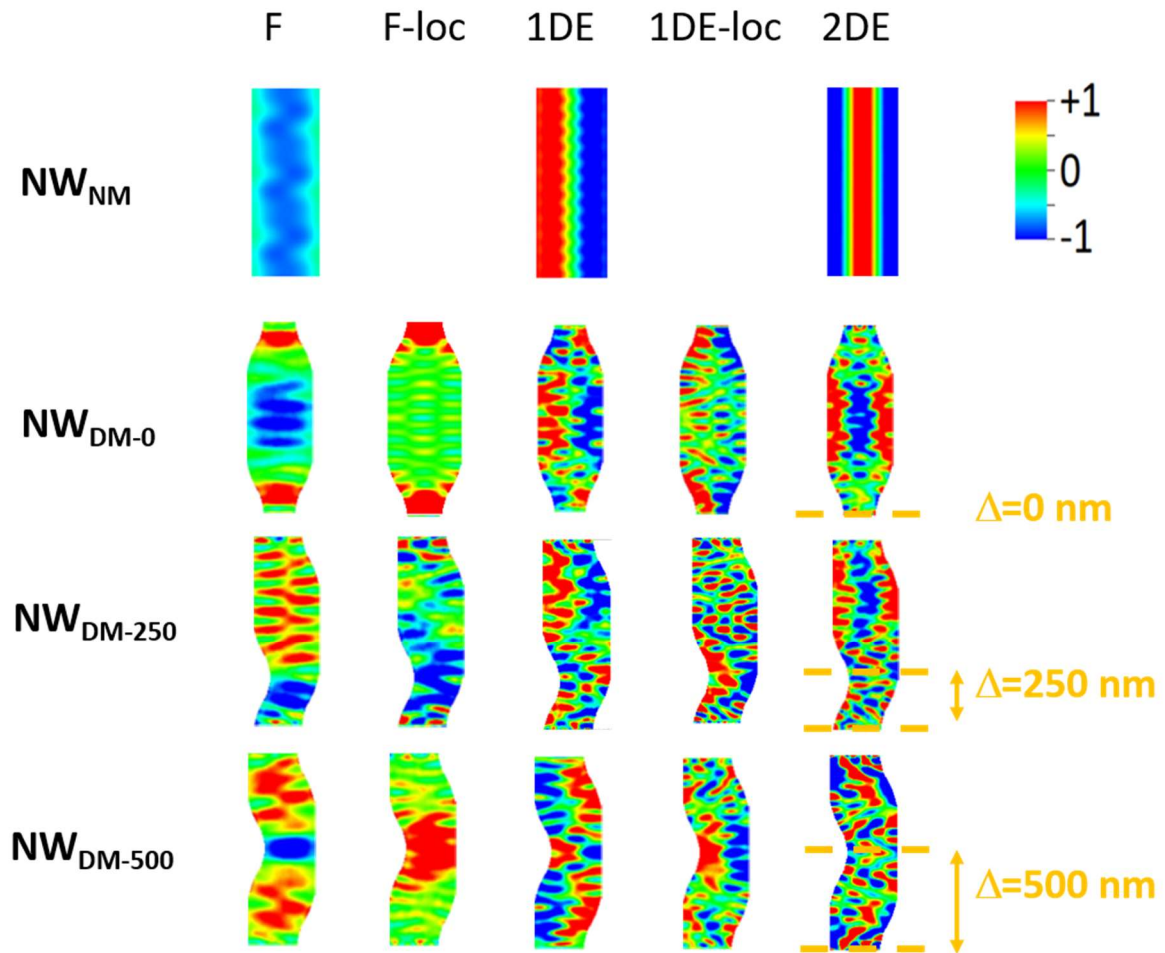 F F-loc 1DE 1DE-loc 2DE
+1
0
-1
NWNM
NWDM-0
Δ=0 nm
NWDM-250
Δ=250 nm
NWDM-500
Δ=500 nm